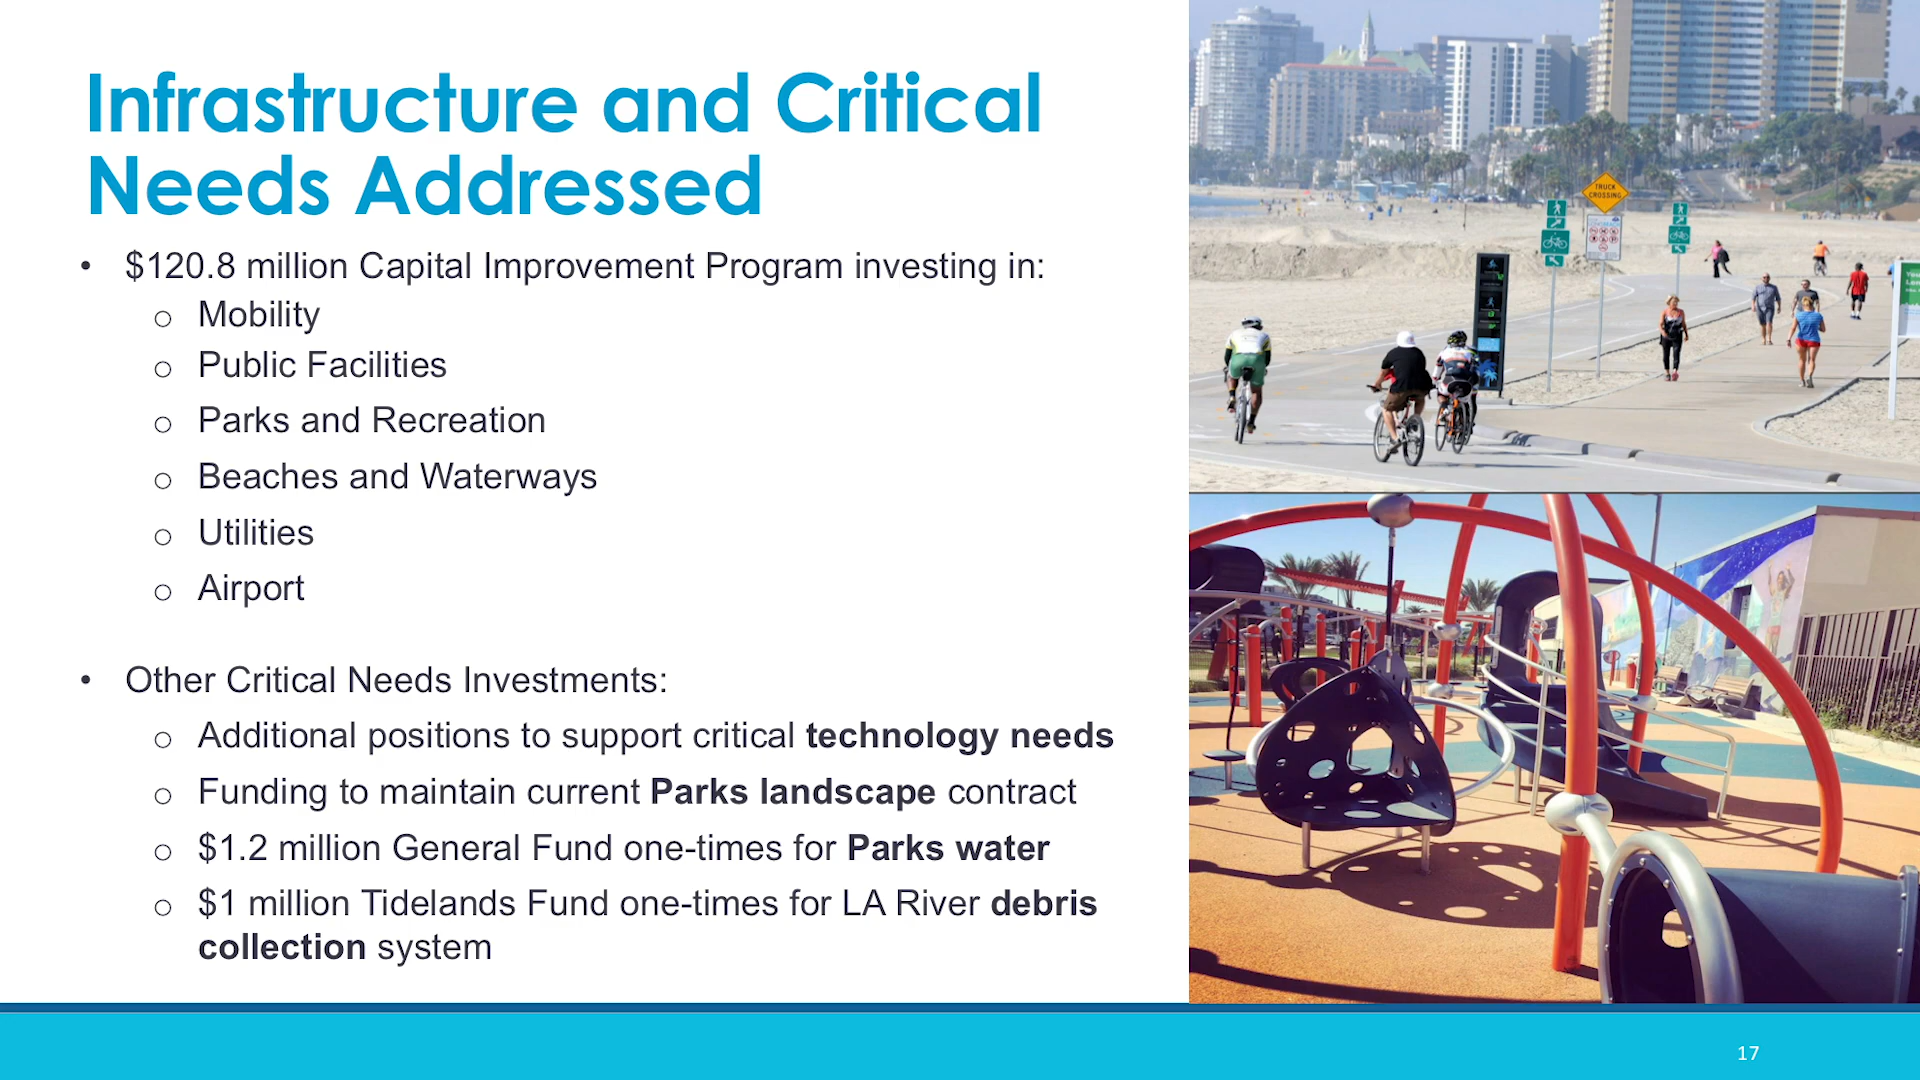 Infrastructure and Critical
Needs Addressed
• $120.8 million Capital Improvement Program investing in:
o Mobility
o Public Facilities
o Parks and Recreation
o Beaches and Waterways
o Utilities
o Airport
• Other Critical Needs Investments:
o Additional positions to support critical technology needs
o Funding to maintain current Parks landscape contract
o $1.2 million General Fund one-times for Parks water
o $1 million Tidelands Fund one-times for LA River debris
collection system
TRUCK
CROSSING
17